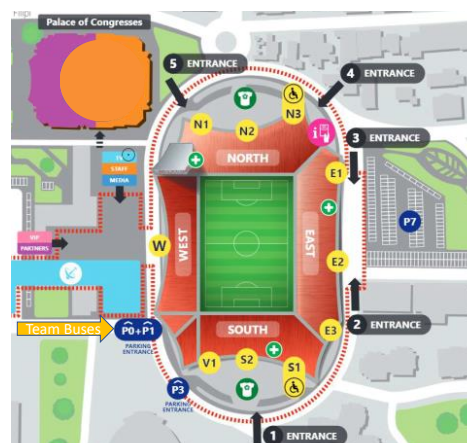 Palace of Congresses
5 ENTRANCE
4 ENTRANCE
N1
N2
N3
3 ENTRANCE
NORTH
E1
STAFF
MEDIA
P7
WEST
EAST
W
VIP
PARTNERS
E2
2 ENTRANCE
Team Buses
P0+P1
PARKING
ENTRANCE
SOUTH
E3
V1
S2
S1
P3
PARKING
ENTRANCE
1 ENTRANCE